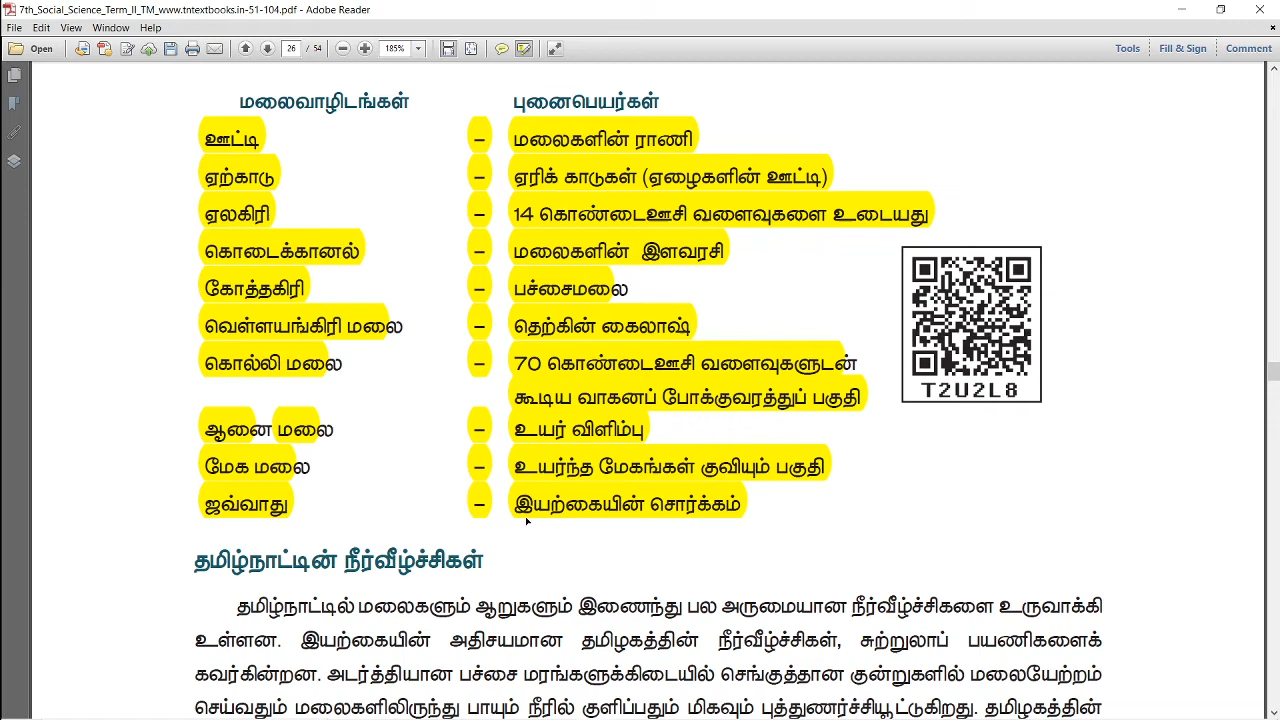 7th_Social_Science_Term_II_TM_www.tntextbooks.in-51-104.pdf - Adobe Reader
File Edit View Window Help
Open 26 / 54 185% Tools Fill & Sign Comment
மலைவாழிடங்கள் புனைபெயர்கள்
ஊட்டி – மலைகளின் ராணி
ஏற்காடு – ஏரிக் காடுகள் (ஏழைகளின் ஊட்டி)
ஏலகிரி – 14 கொண்டைஊசி வளைவுகளை உடையது
கொடைக்கானல் – மலைகளின் இளவரசி
கோத்தகிரி – பச்சைமலை
வெள்ளயங்கிரி மலை – தெற்கின் கைலாஷ்
கொல்லி மலை – 70 கொண்டைஊசி வளைவுகளுடன்
கூடிய வாகனப் போக்குவரத்துப் பகுதி
ஆனை மலை – உயர் விளிம்பு
மேக மலை – உயர்ந்த மேகங்கள் குவியும் பகுதி
ஜவ்வாது – இயற்கையின் சொர்க்கம்
T2U2L8
தமிழ்நாட்டின் நீர்வீழ்ச்சிகள்
தமிழ்நாட்டில் மலைகளும் ஆறுகளும் இணைந்து பல அருமையான நீர்வீழ்ச்சிகளை உருவாக்கி
உள்ளன. இயற்கையின் அதிசயமான தமிழகத்தின் நீர்வீழ்ச்சிகள், சுற்றுலாப் பயணிகளைக்
கவர்கின்றன. அடர்த்தியான பச்சை மரங்களுக்கிடையில் செங்குத்தான குன்றுகளில் மலையேற்றம்
செய்வதும் மலைகளிலிருந்து பாயும் நீரில் குளிப்பதும் மிகவும் புத்துணர்ச்சியூட்டுகிறது. தமிழகத்தின்